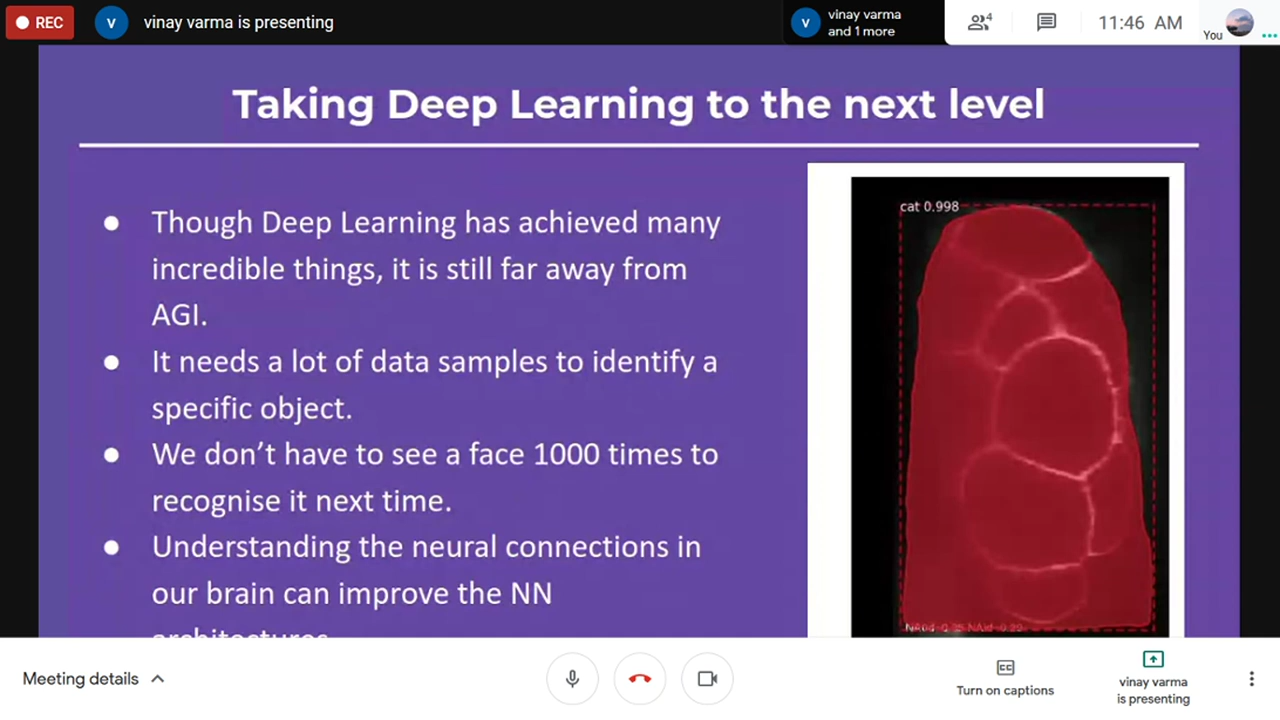 REC
V
vinay varma is presenting
V
vinay varma
and 1 more
4
11:46 AM
You
Taking Deep Learning to the next level
Though Deep Learning has achieved many
incredible things, it is still far away from
AGI.
It needs a lot of data samples to identify a
specific object.
We don't have to see a face 1000 times to
recognise it next time.
Understanding the neural connections in
our brain can improve the NN
architectures
cat 0.998
Meeting details
CC
Turn on captions
vinay varma
is presenting